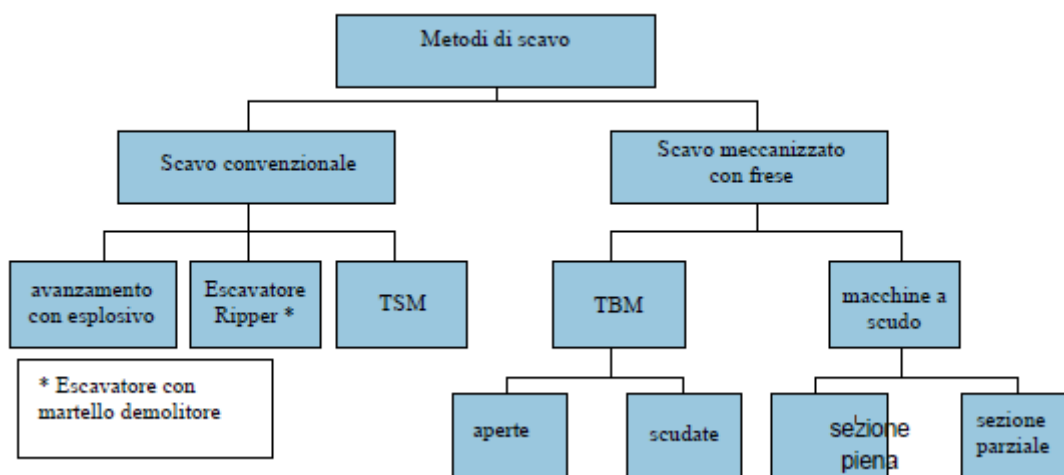 Metodi di scavo
Scavo convenzionale
Scavo meccanizzato
con frese
avanzamento
con esplosivo
Escavatore
Ripper *
TSM
TBM
macchine a
scudo
* Escavatore con
martello demolitore
aperte
scudate
sezione
piena
sezione
parziale